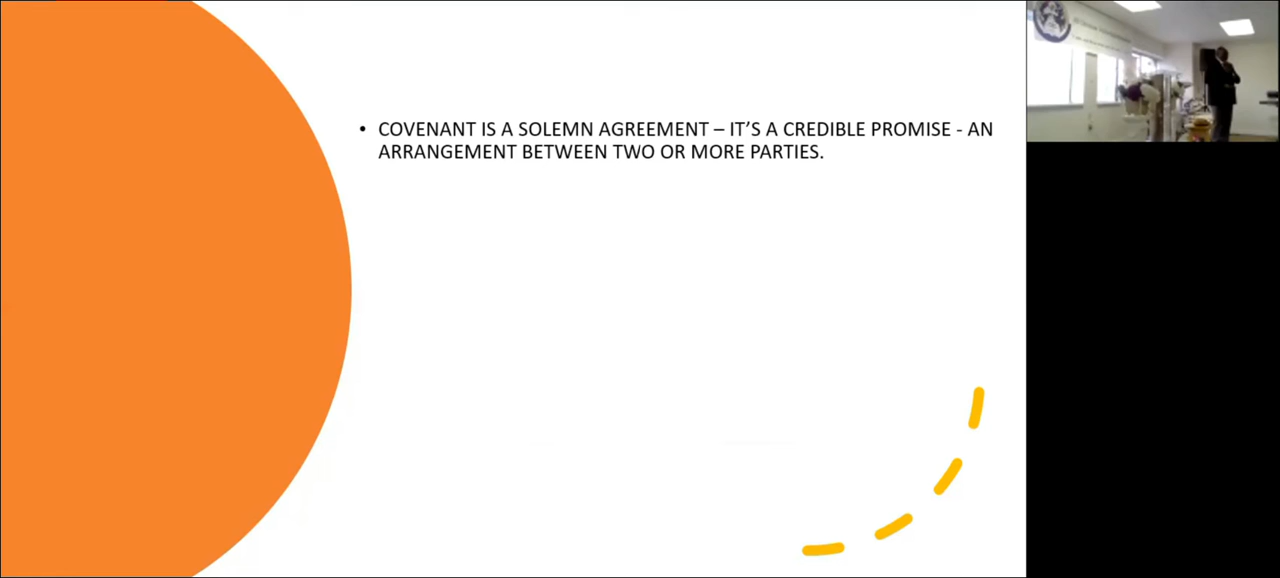 • COVENANT IS A SOLEMN AGREEMENT – IT’S A CREDIBLE PROMISE - AN
ARRANGEMENT BETWEEN TWO OR MORE PARTIES.